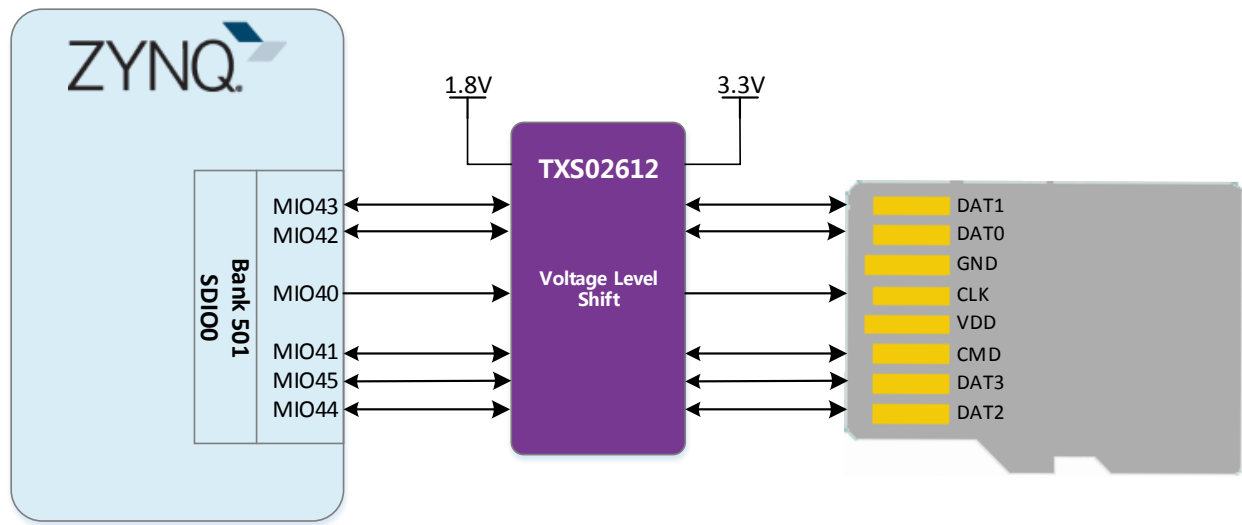 ZYNQ.
1.8V
3.3V
TXS02612
Voltage Level
Shift
Bank 501
SDIO0
MIO43
MIO42
MIO40
MIO41
MIO45
MIO44
DAT1
DAT0
GND
CLK
VDD
CMD
DAT3
DAT2